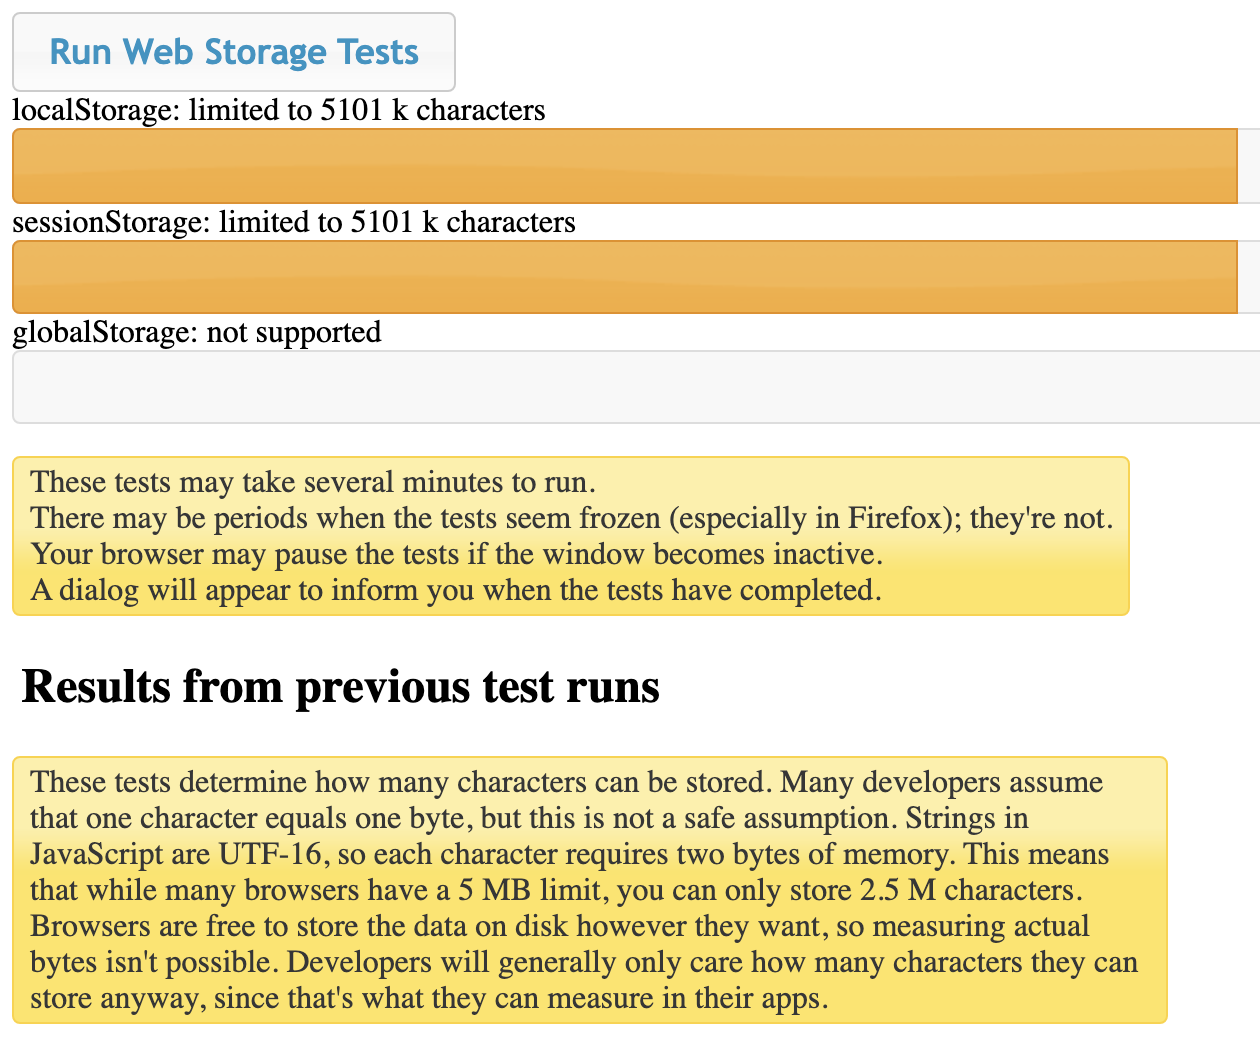 Run Web Storage Tests
localStorage: limited to 5101 k characters
sessionStorage: limited to 5101 k characters
globalStorage: not supported
These tests may take several minutes to run.
There may be periods when the tests seem frozen (especially in Firefox); they're not.
Your browser may pause the tests if the window becomes inactive.
A dialog will appear to inform you when the tests have completed.
Results from previous test runs
These tests determine how many characters can be stored. Many developers assume
that one character equals one byte, but this is not a safe assumption. Strings in
JavaScript are UTF-16, so each character requires two bytes of memory. This means
that while many browsers have a 5 MB limit, you can only store 2.5 M characters.
Browsers are free to store the data on disk however they want, so measuring actual
bytes isn't possible. Developers will generally only care how many characters they can
store anyway, since that's what they can measure in their apps.